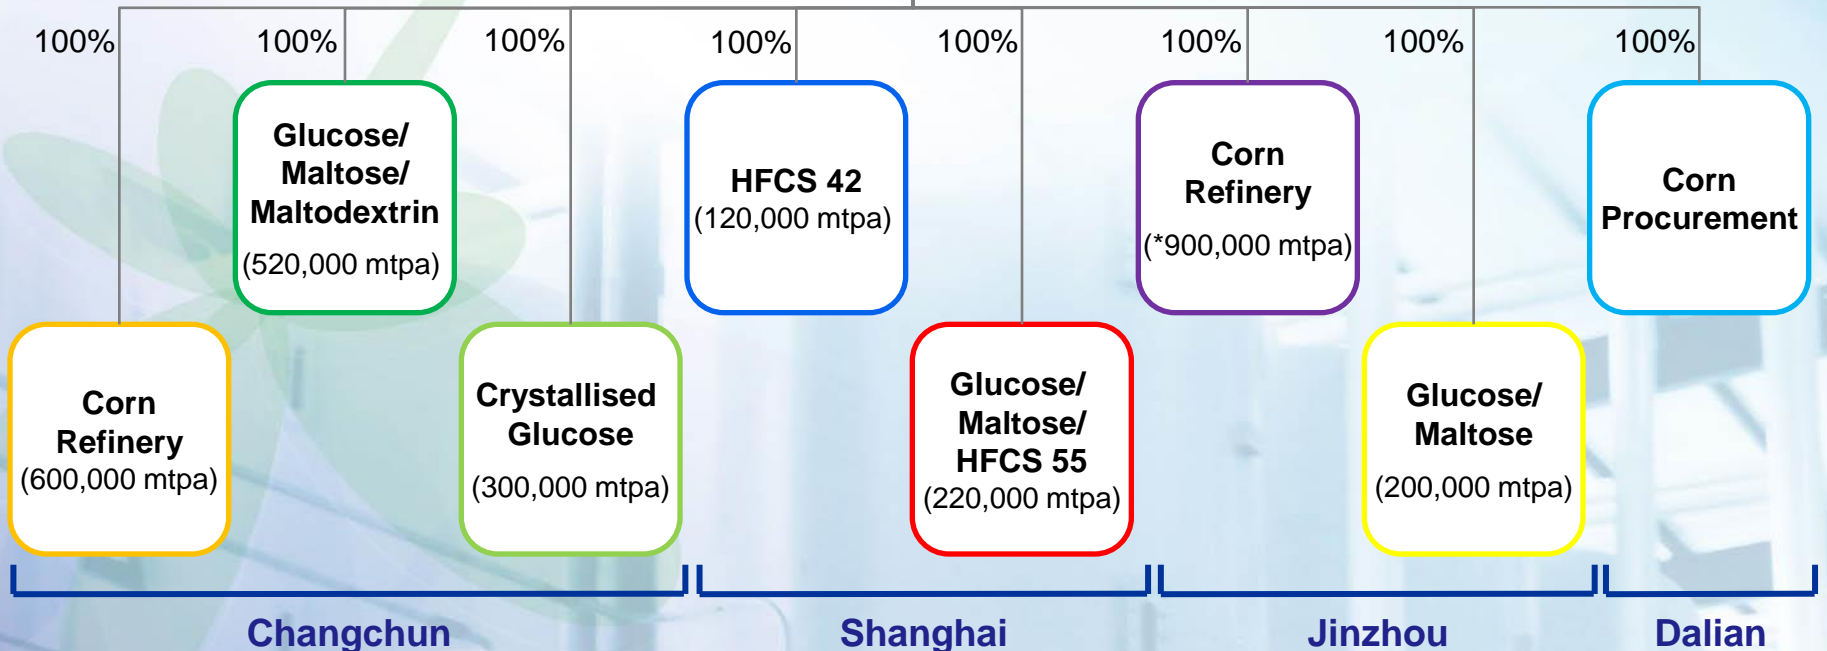 100%
100%
100%
100%
100%
100%
100%
100%
Glucose/
Maltose/
Maltodextrin
(520,000 mtpa)
HFCS 42
(120,000 mtpa)
Corn
Refinery
(*900,000 mtpa)
Corn
Procurement
Corn
Refinery
(600,000 mtpa)
Crystallised
Glucose
(300,000 mtpa)
Glucose/
Maltose/
HFCS 55
(220,000 mtpa)
Glucose/
Maltose
(200,000 mtpa)
Changchun
Shanghai
Jinzhou
Dalian